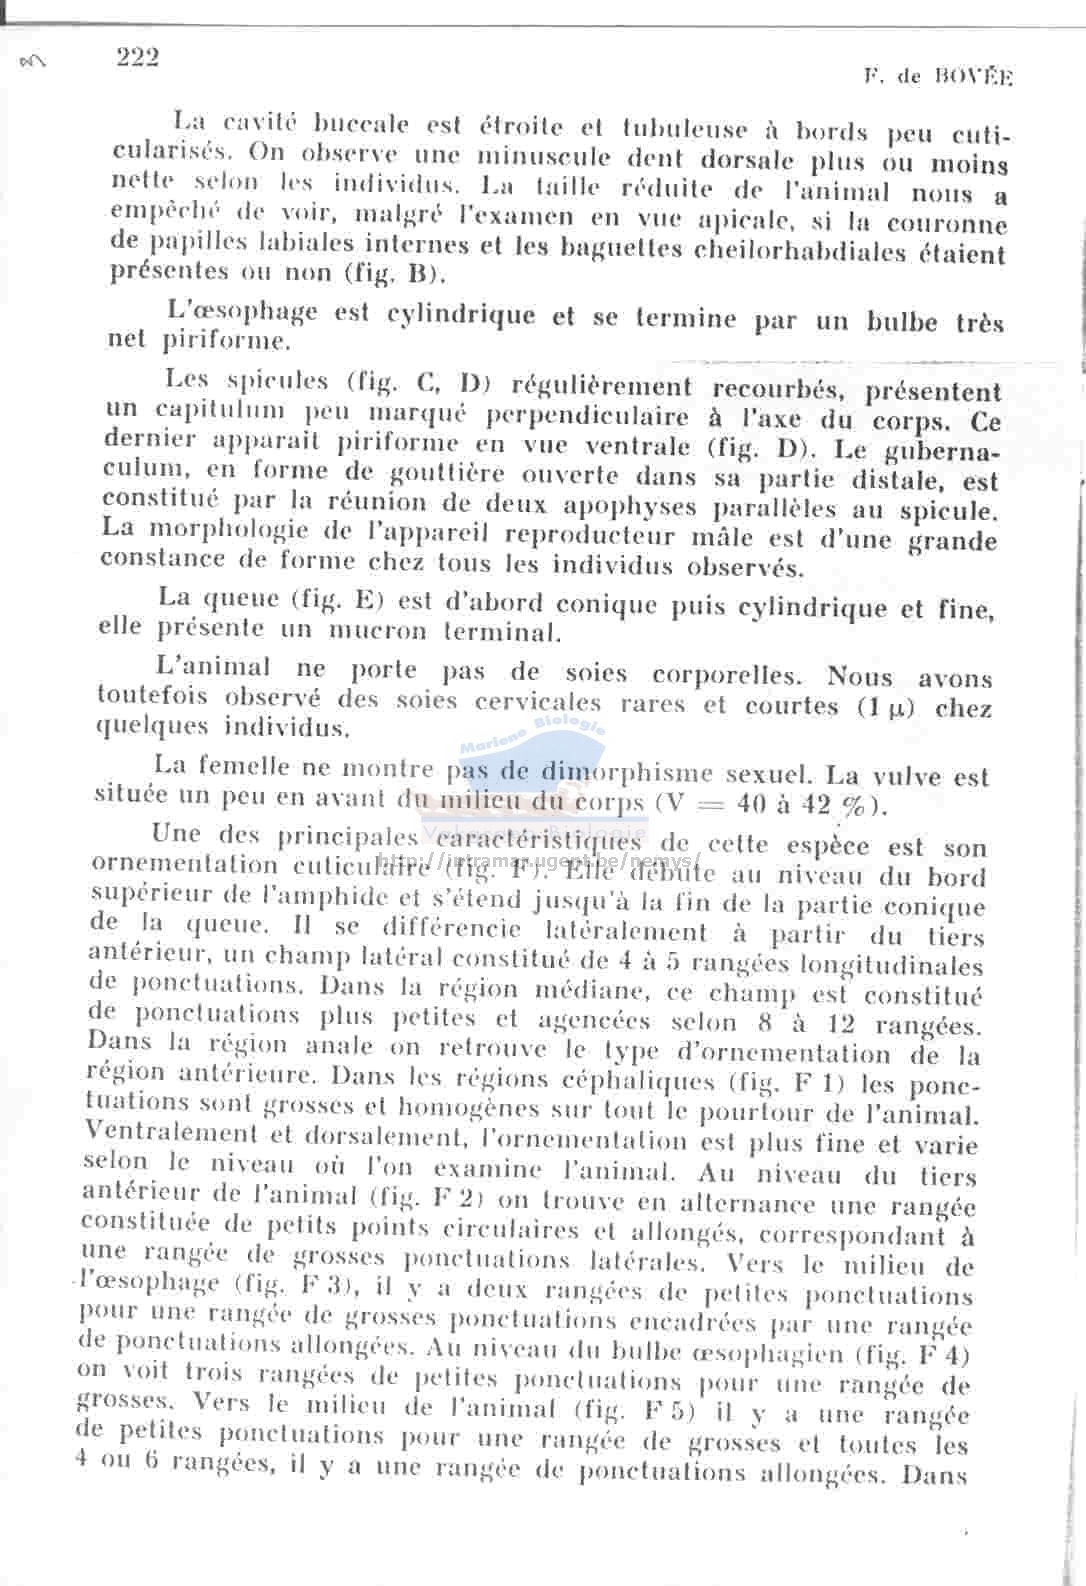 222
F. de BOVÉE
La cavité buccale est étroite et tubuleuse à bords peu cuti-
cularisés. On observe une minuscule dent dorsale plus ou moins
nette selon les individus. La taille réduite de l'animal nous a
empêché de voir, malgré l'examen en vue apicale, si la couronne
de papilles labiales internes et les baguettes cheilorhabdiales étaient
présentes ou non (fig. B).
L'œsophage est cylindrique et se termine par un bulbe très
net piriforme.
Les spicules (fig. C, D) régulièrement recourbés, présentent
un capitulum peu marqué perpendiculaire à l'axe du corps. Ce
dernier apparait piriforme en vue ventrale (fig. D). Le guberna-
culum, en forme de gouttière ouverte dans sa partie distale, est
constitué par la réunion de deux apophyses parallèles au spicule.
La morphologie de l'appareil reproducteur mâle est d'une grande
constance de forme chez tous les individus observés.
La queue (fig. E) est d'abord conique puis cylindrique et fine,
elle présente un mucron terminal.
L'animal ne porte pas de soies corporelles. Nous avons
toutefois observé des soies cervicales rares et courtes (1 µ) chez
quelques individus.
Mariene Biologie
La femelle ne montre pas de dimorphisme sexuel. La vulve est
située un peu en avant du milieu du corps (V = 40 à 42 %).
Une des principales caractéristiques de cette espèce est son
http://intramar.ugent.be/nemys/
ornementation cuticulaire (fig. F). Elle débute au niveau du bord
supérieur de l'amphide et s'étend jusqu'à la fin de la partie conique
de la queue. Il se différencie latéralement à partir du tiers
antérieur, un champ latéral constitué de 4 à 5 rangées longitudinales
de ponctuations. Dans la région médiane, ce champ est constitué
de ponctuations plus petites et agencées selon 8 à 12 rangées.
Dans la région anale on retrouve le type d'ornementation de la
région antérieure. Dans les régions céphaliques (fig. F 1) les ponc-
tuations sont grosses et homogènes sur tout le pourtour de l'animal.
Ventralement et dorsalement, l'ornementation est plus fine et varie
selon le niveau où l'on examine l'animal. Au niveau du tiers
antérieur de l'animal (fig. F 2) on trouve en alternance une rangée
constituée de petits points circulaires et allongés, correspondant à
une rangée de grosses ponctuations latérales. Vers le milieu de
l'œsophage (fig. F 3), il y a deux rangées de petites ponctuations
pour une rangée de grosses ponctuations encadrées par une rangée
de ponctuations allongées. Au niveau du bulbe œsophagien (fig. F 4)
on voit trois rangées de petites ponctuations pour une rangée de
grosses. Vers le milieu de l'animal (fig. F 5) il y a une rangée
de petites ponctuations pour une rangée de grosses et toutes les
4 ou 6 rangées, il y a une rangée de ponctuations allongées. Dans